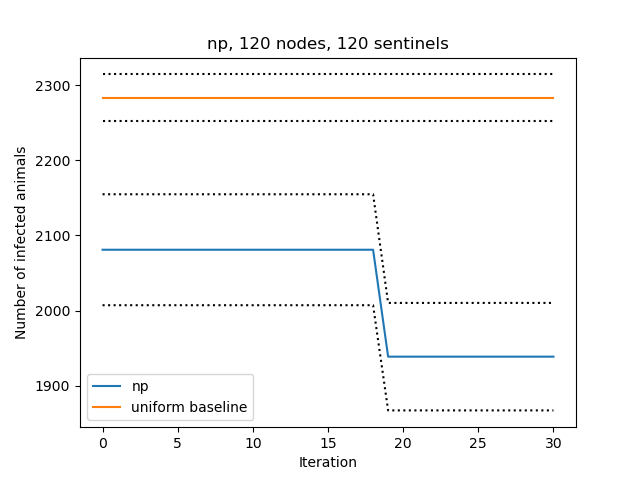 np, 120 nodes, 120 sentinels
Number of infected animals
2300
2200
2100
2000
1900
np
uniform baseline
0 5 10 15 20 25 30
Iteration